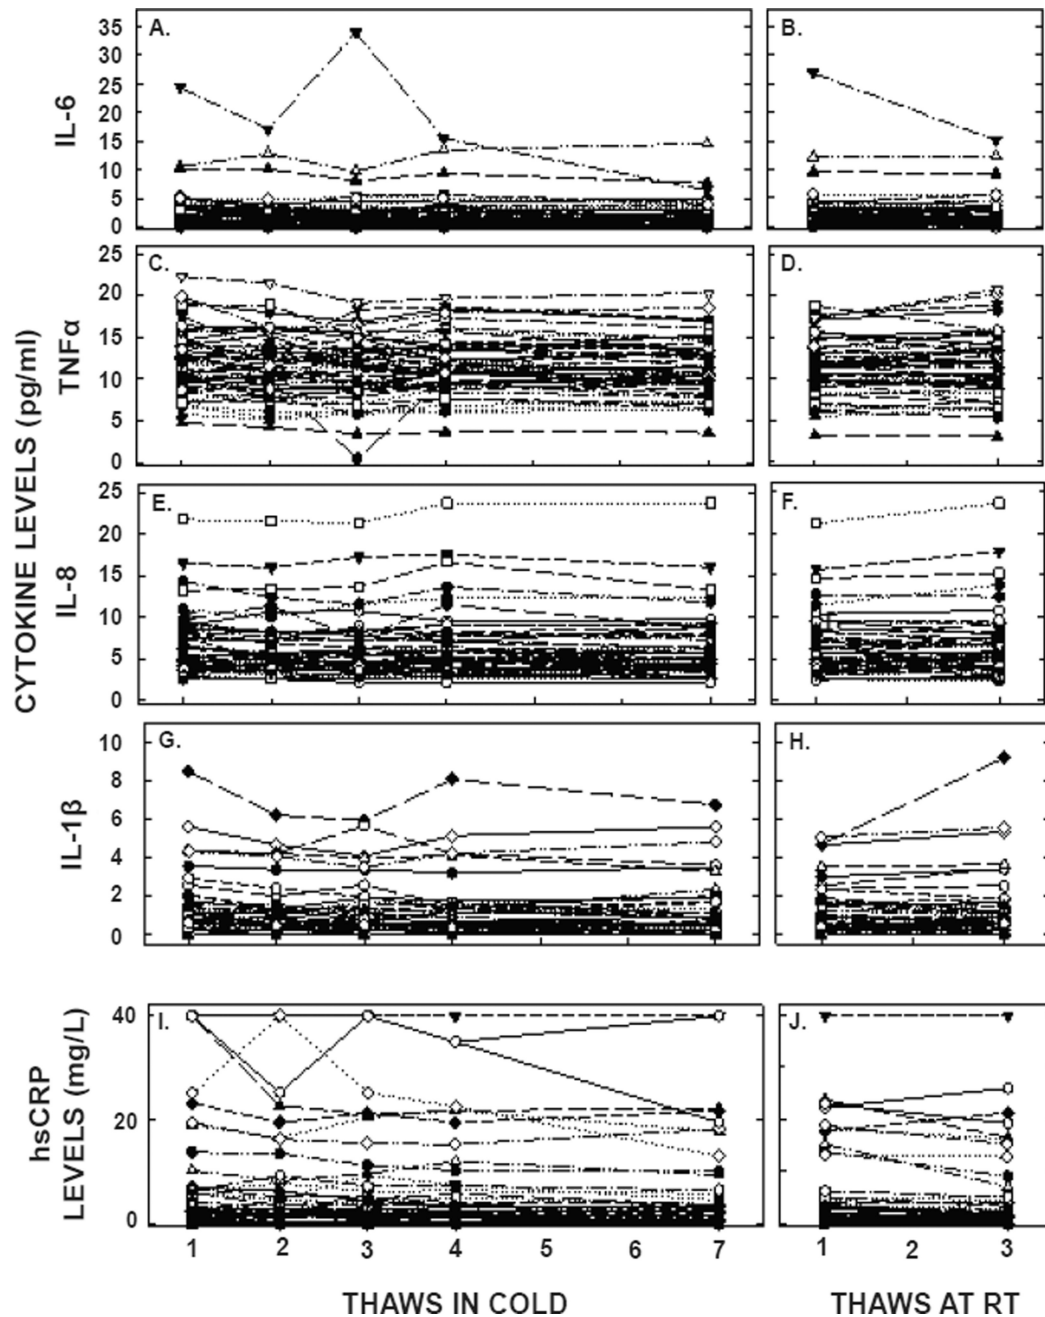 A.
B.
35
30
25
20
15
10
5
0
IL-6
C.
D.
25
20
15
10
5
0
TNFα
CYTOKINE LEVELS (pg/ml)
E.
F.
25
20
15
10
5
0
IL-8
G.
H.
10
8
6
4
2
0
IL-1β
I.
J.
40
20
0
hsCRP
LEVELS (mg/L)
1 2 3 4 5 6 7 1 2 3
THAWS IN COLD THAWS AT RT